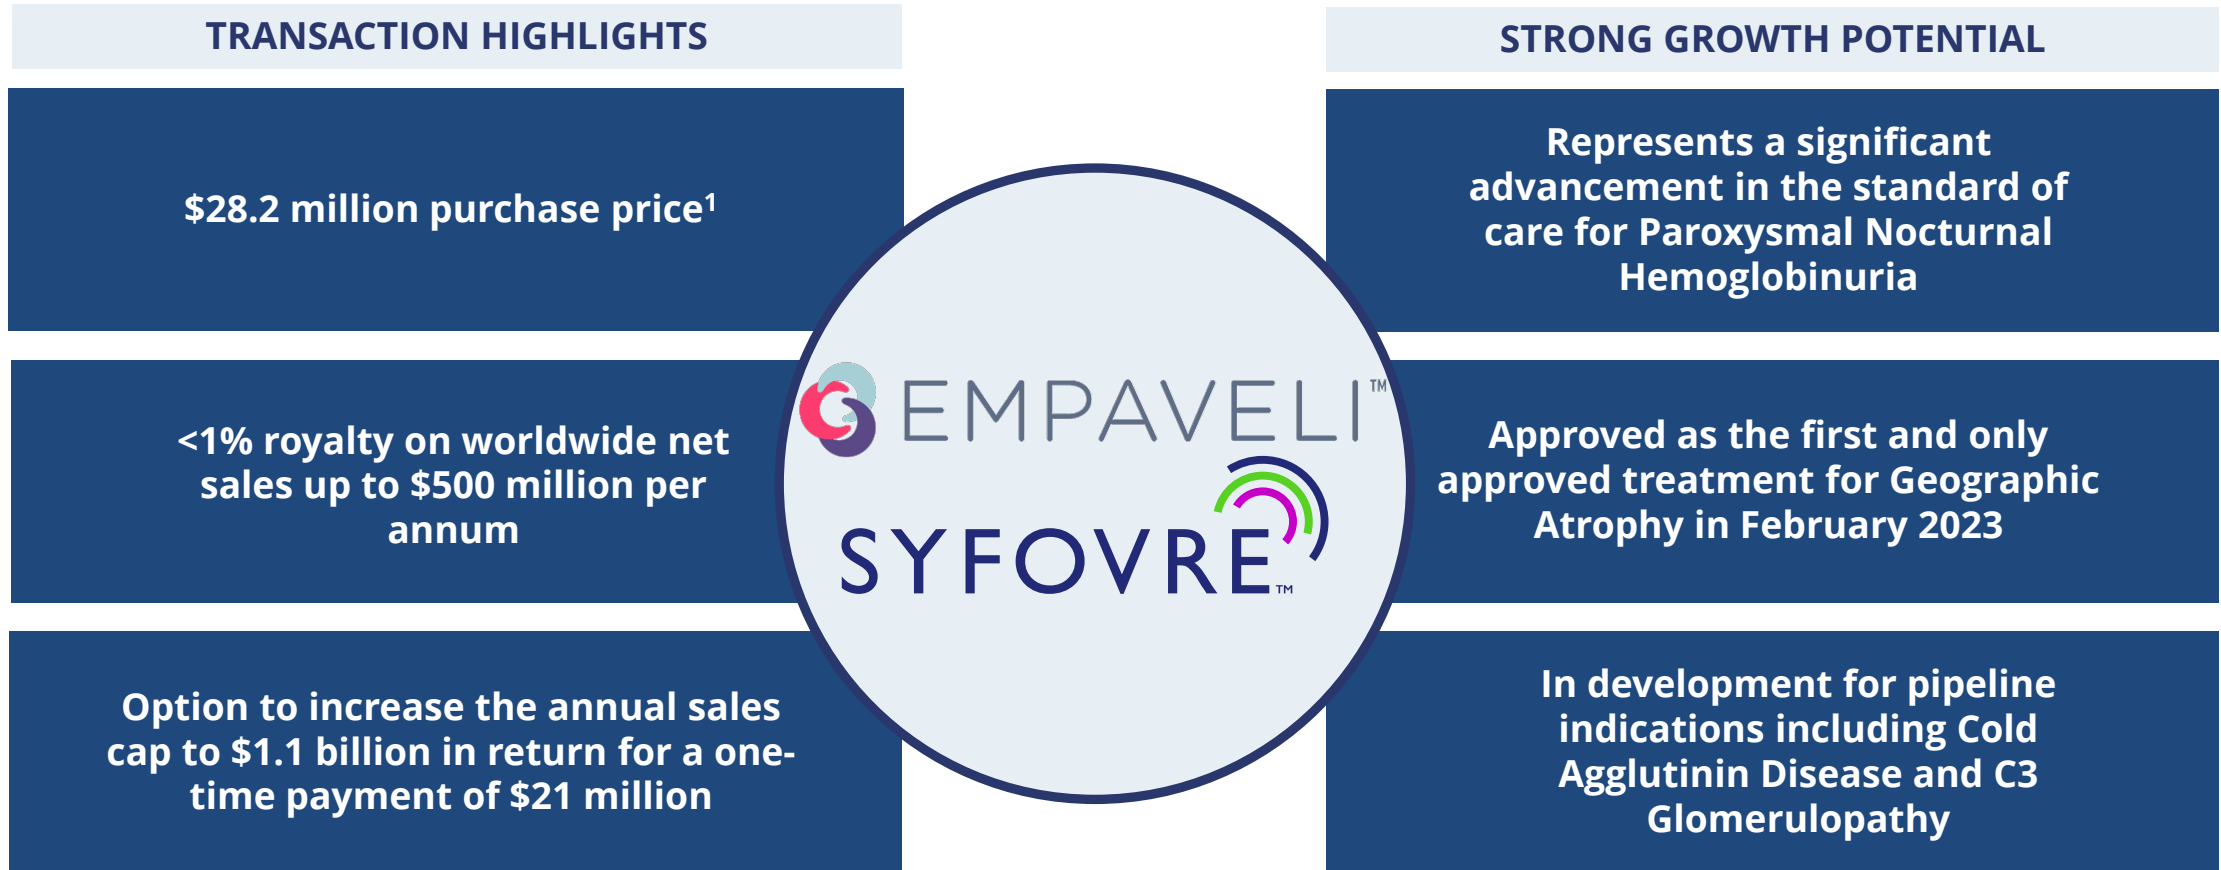 TRANSACTION HIGHLIGHTS
$28.2 million purchase price¹
<1% royalty on worldwide net
sales up to $500 million per
annum
Option to increase the annual sales
cap to $1.1 billion in return for a one-
time payment of $21 million
EMPAVELI™
SYFOVRE™
STRONG GROWTH POTENTIAL
Represents a significant
advancement in the standard of
care for Paroxysmal Nocturnal
Hemoglobinuria
Approved as the first and only
approved treatment for Geographic
Atrophy in February 2023
In development for pipeline
indications including Cold
Agglutinin Disease and C3
Glomerulopathy